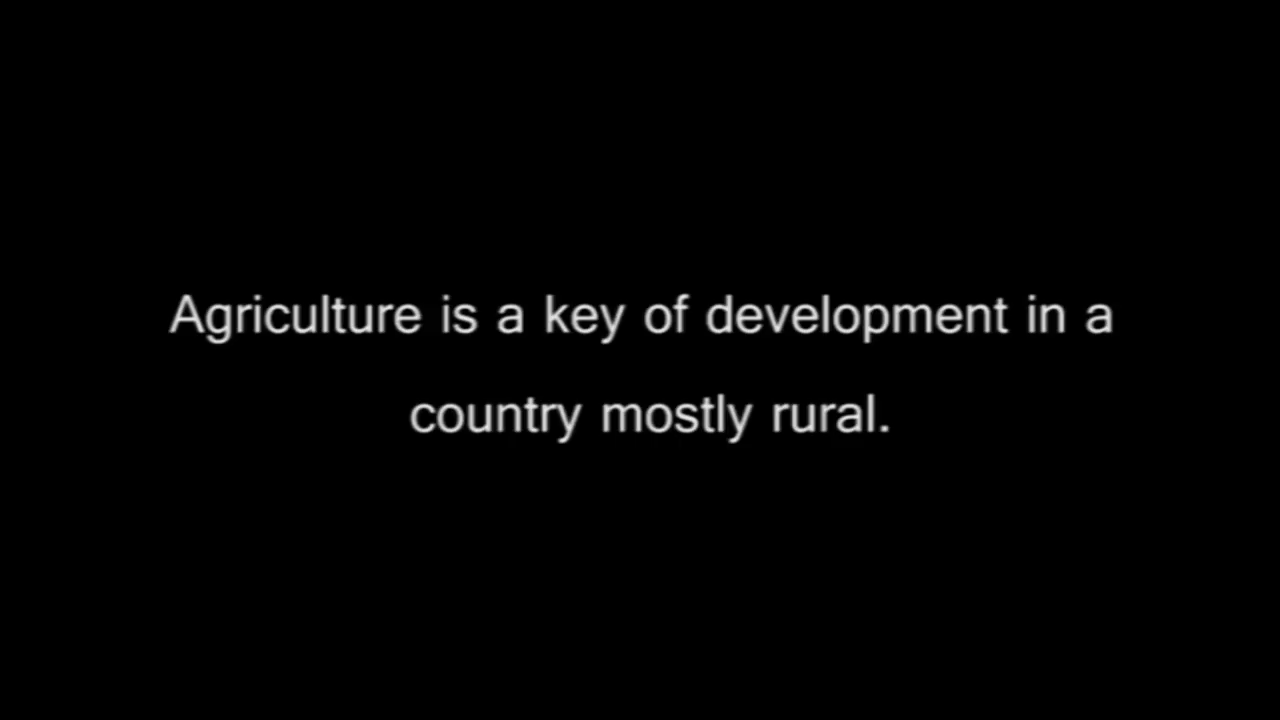 Agriculture is a key of development in a
country mostly rural.